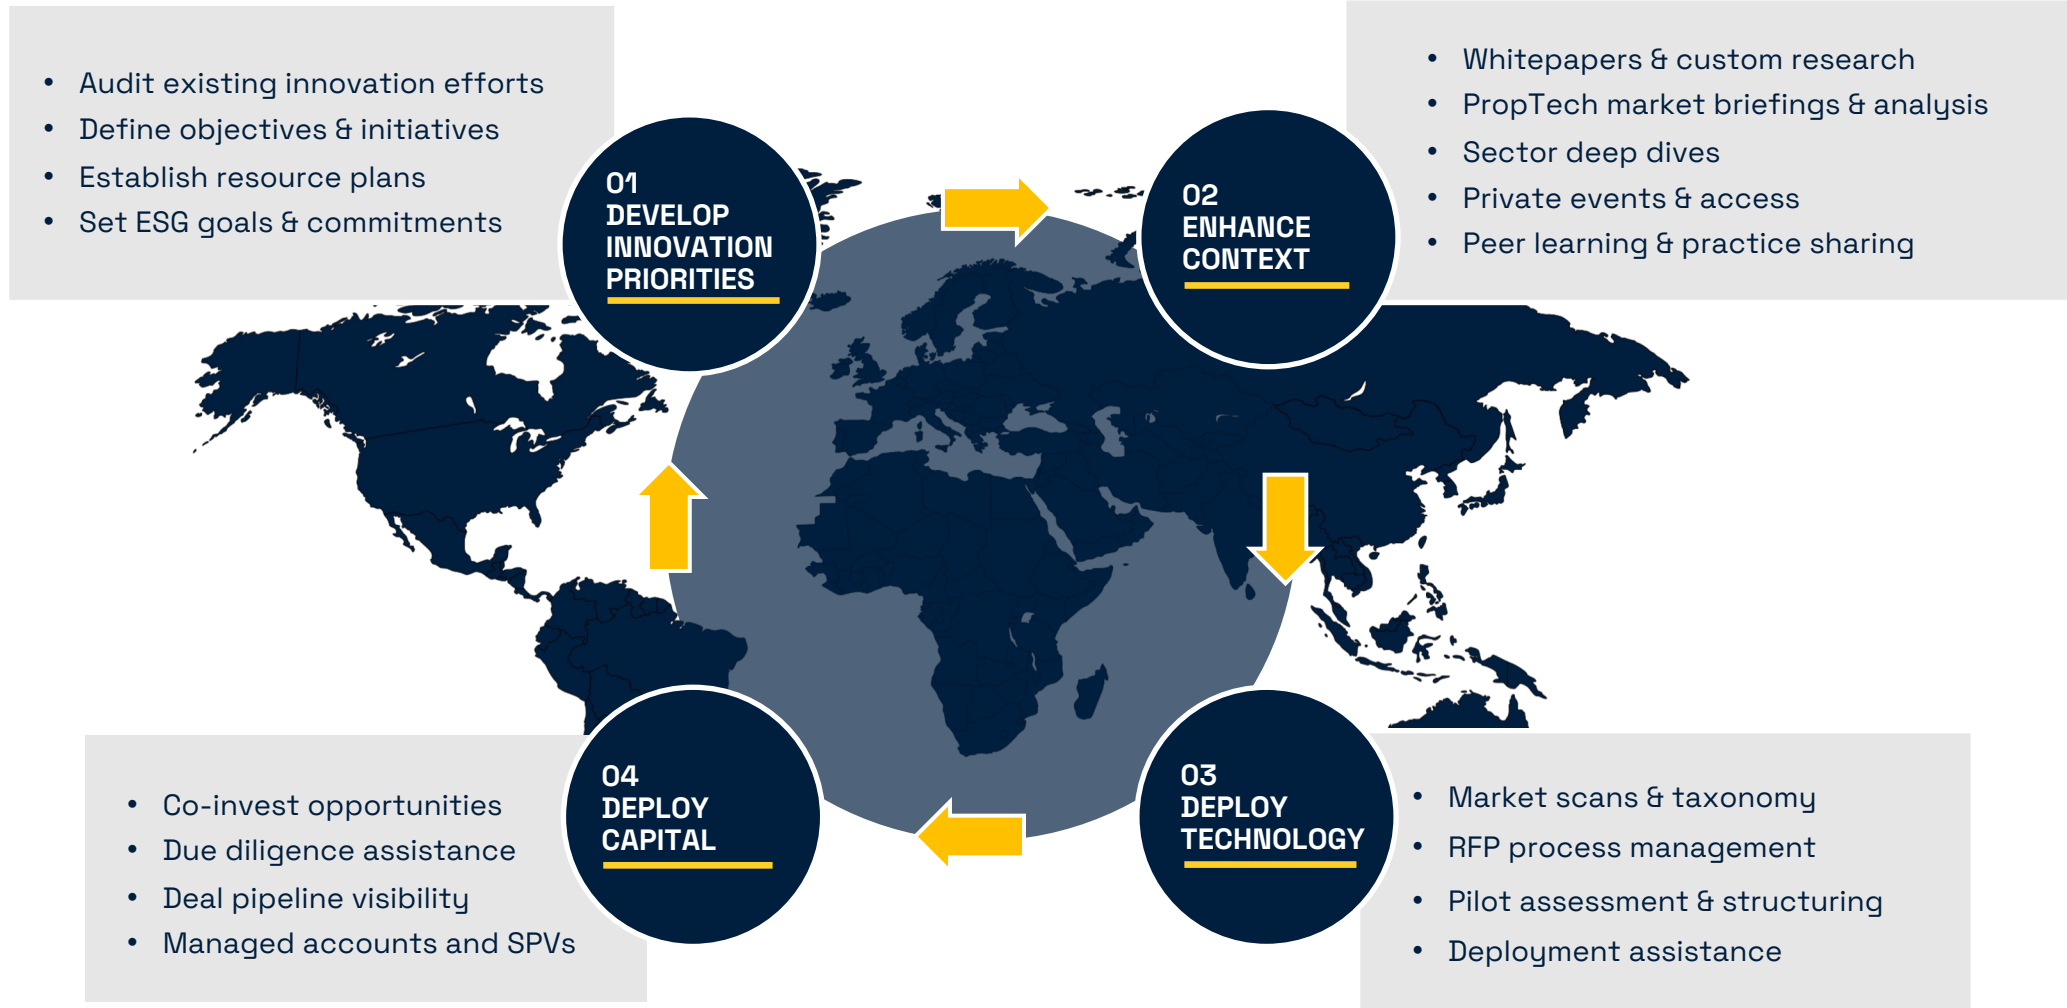 • Audit existing innovation efforts
• Define objectives & initiatives
• Establish resource plans
• Set ESG goals & commitments
01
DEVELOP
INNOVATION
PRIORITIES
02
ENHANCE
CONTEXT
• Whitepapers & custom research
• PropTech market briefings & analysis
• Sector deep dives
• Private events & access
• Peer learning & practice sharing
03
DEPLOY
TECHNOLOGY
• Market scans & taxonomy
• RFP process management
• Pilot assessment & structuring
• Deployment assistance
04
DEPLOY
CAPITAL
• Co-invest opportunities
• Due diligence assistance
• Deal pipeline visibility
• Managed accounts and SPVs